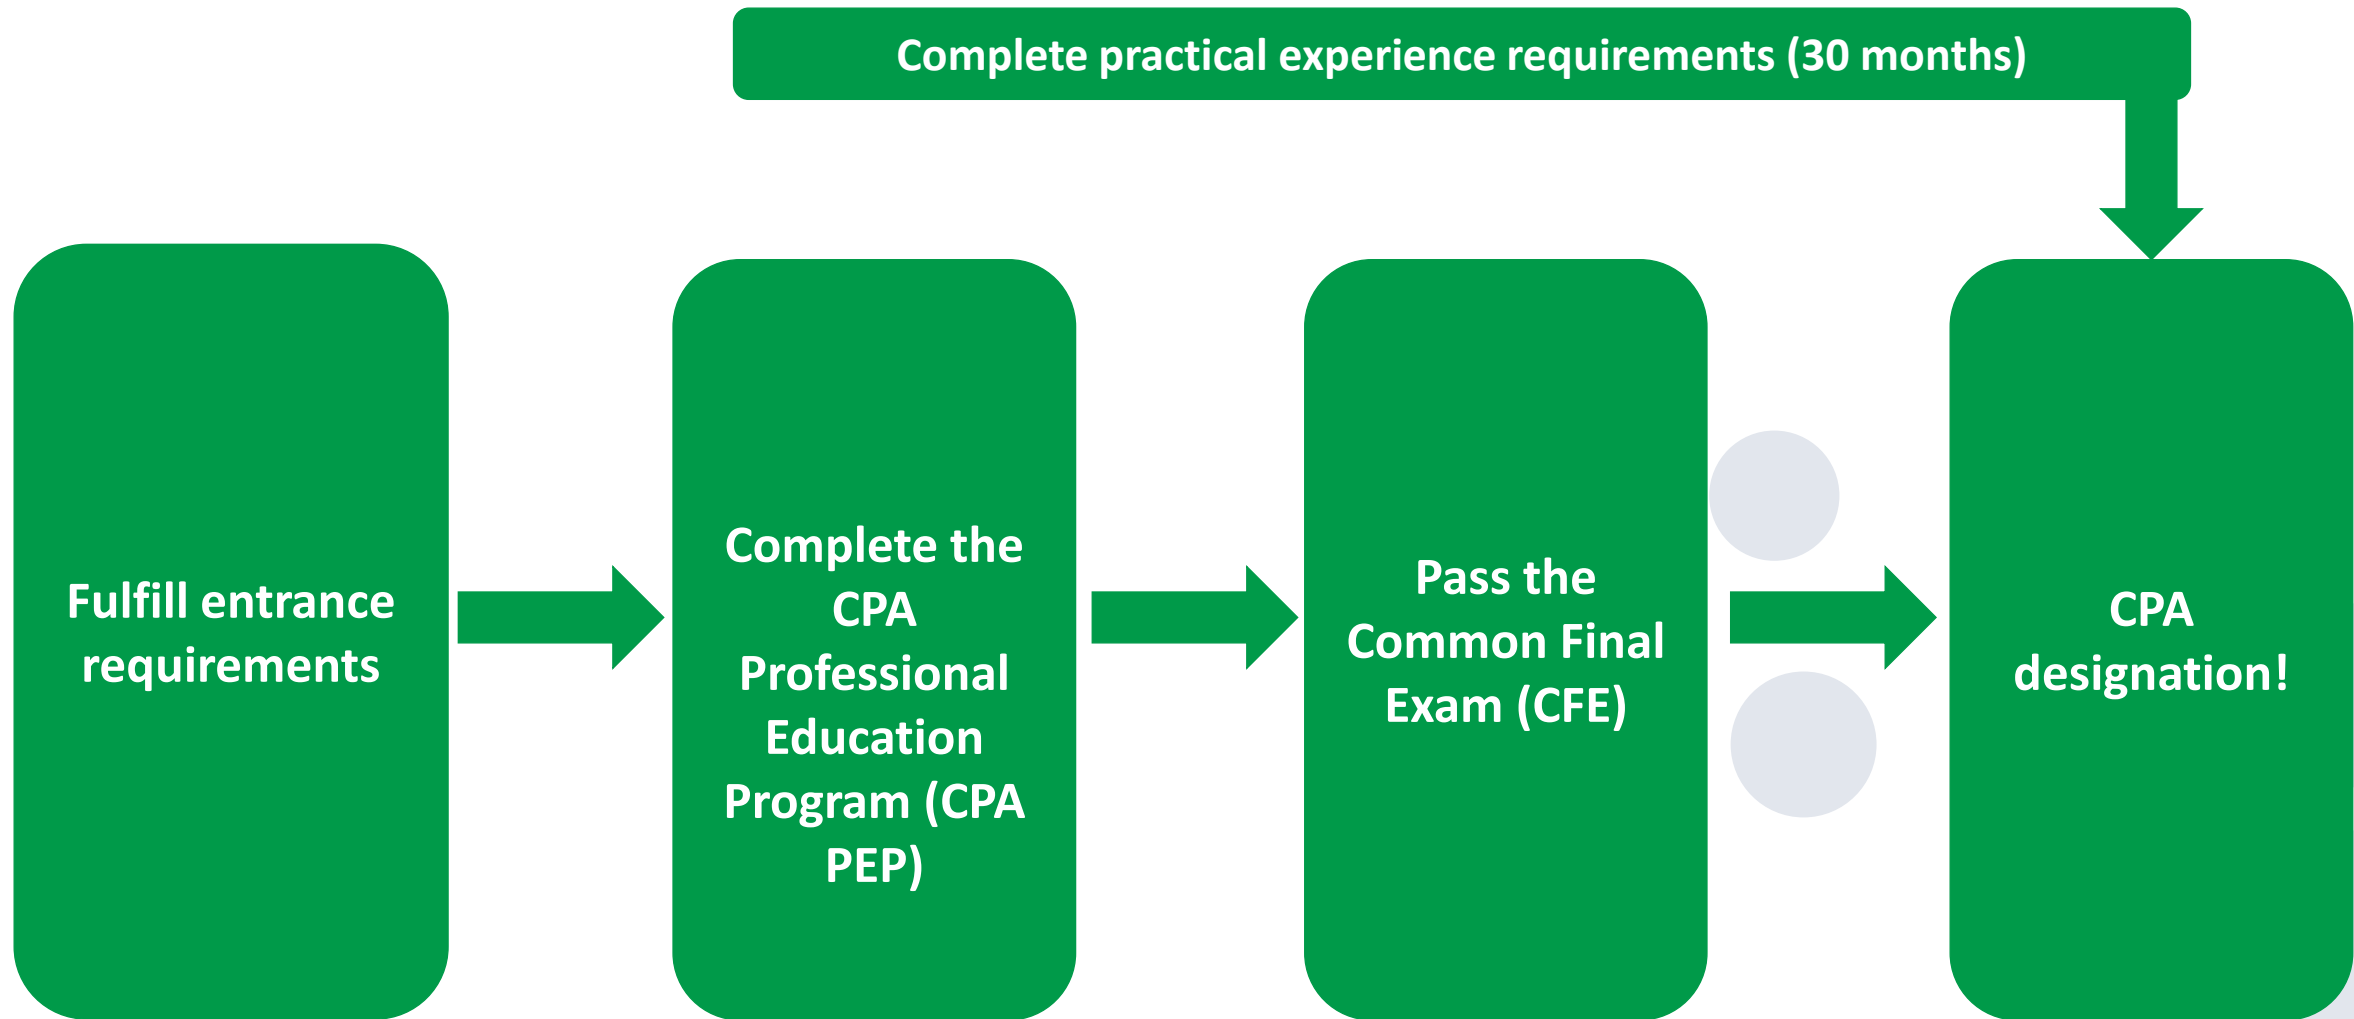 Complete practical experience requirements (30 months)
Fulfill entrance
requirements
Complete the
CPA
Professional
Education
Program (CPA
PEP)
Pass the
Common Final
Exam (CFE)
CPA
designation!